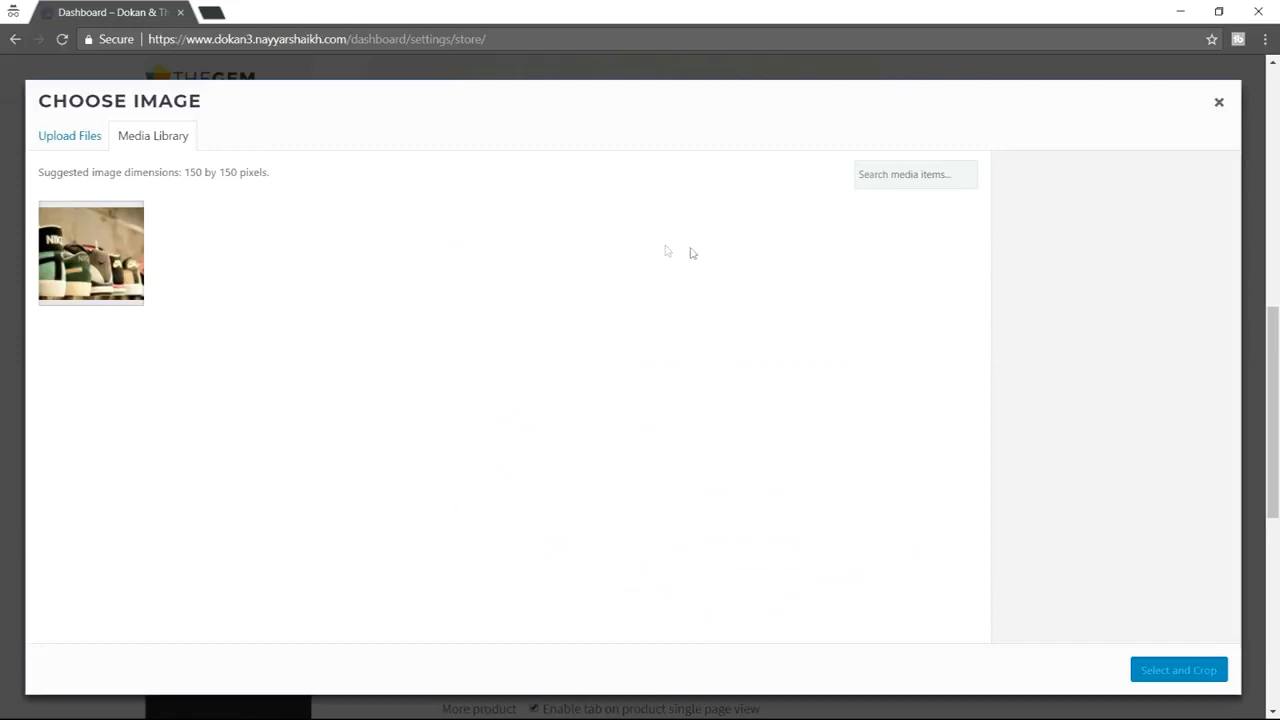 Dashboard – Dokan & Th
Secure
https://www.dokan3.nayyarshaikh.com/dashboard/settings/store/
THEGEM
CHOOSE IMAGE
Upload Files
Media Library
Suggested image dimensions: 150 by 150 pixels.
Search media items...
Select and Crop
More product
Enable tab on product single page view